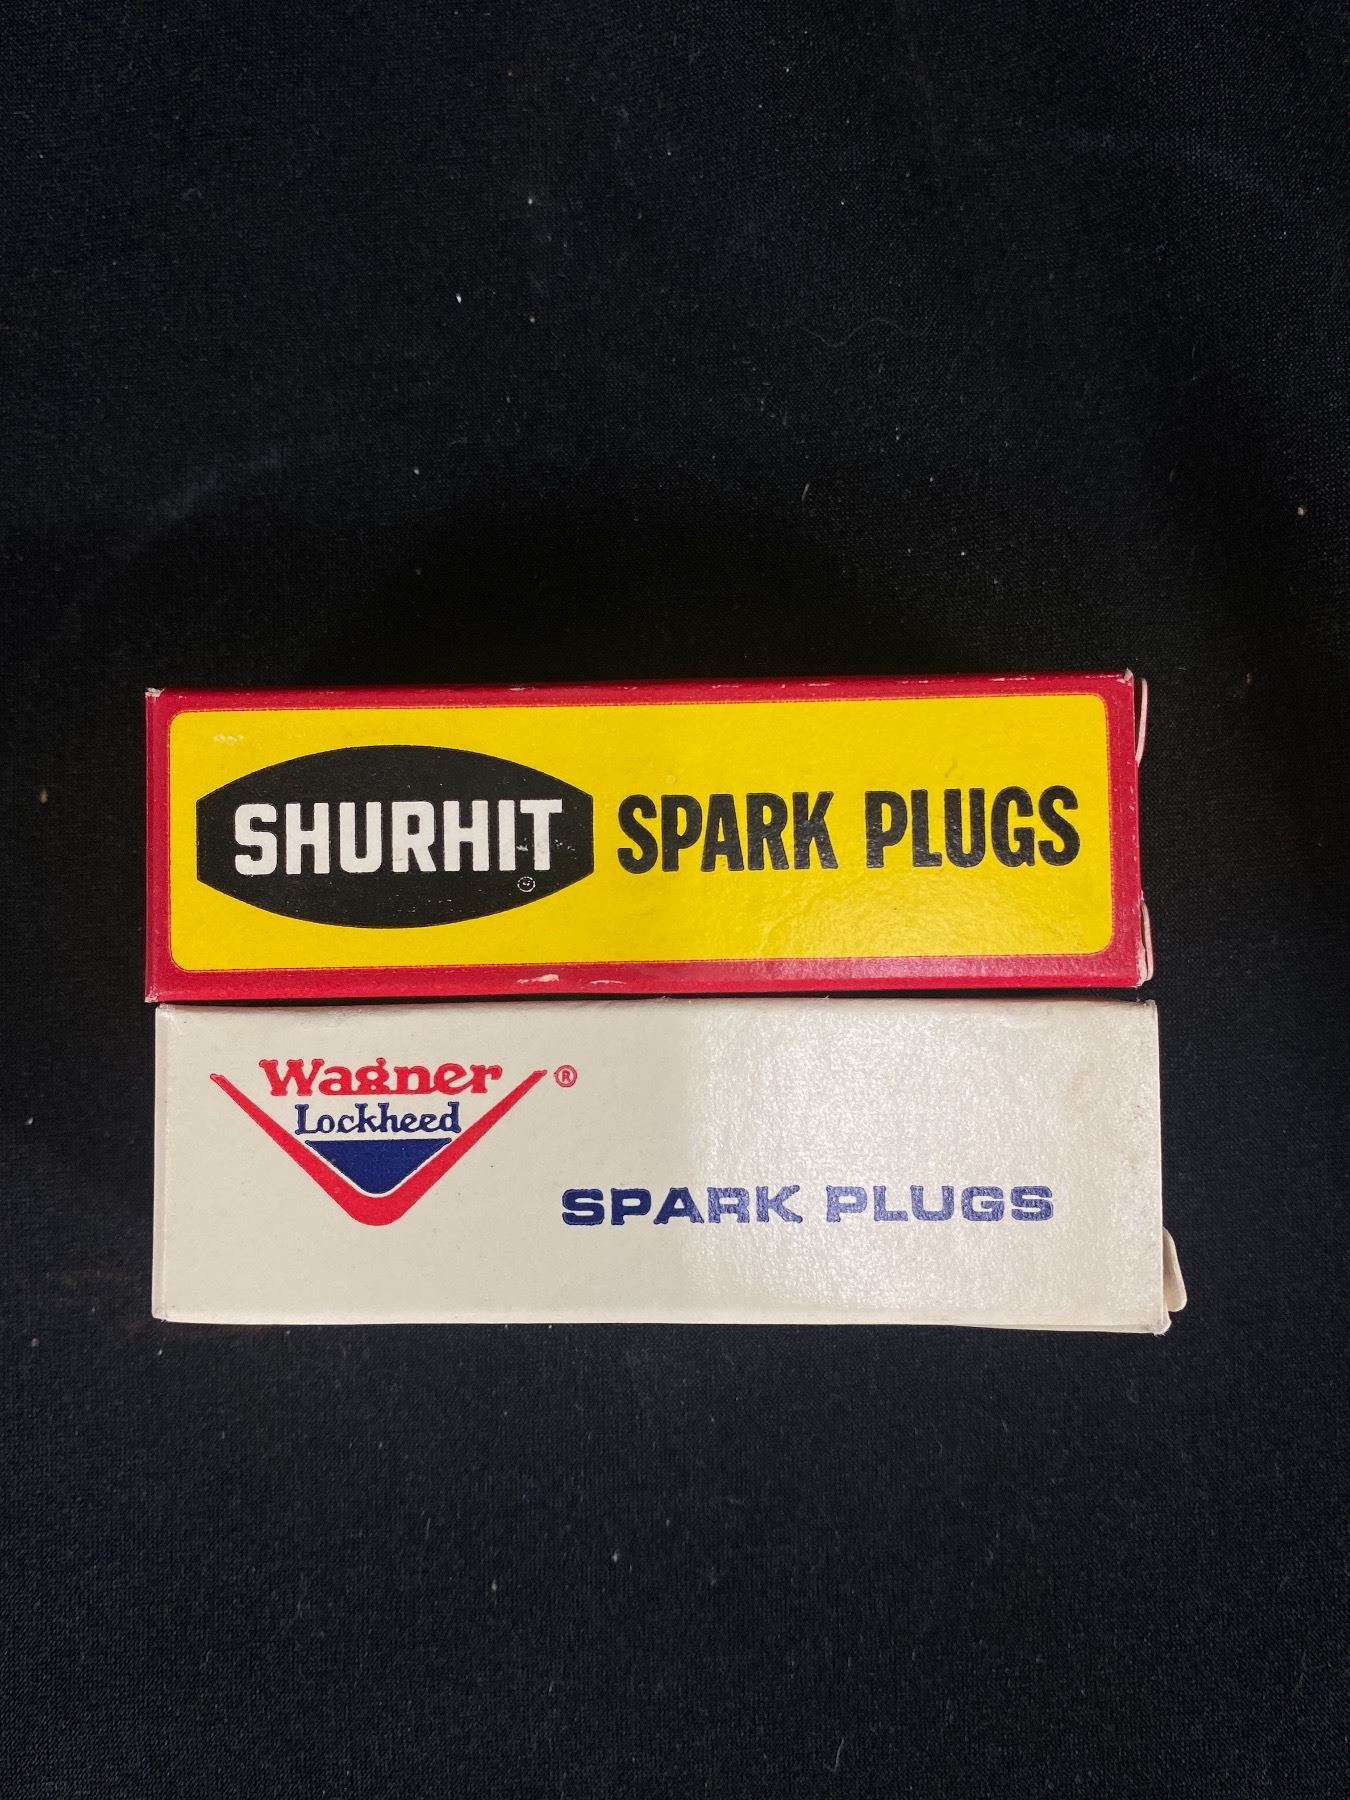 SHURHIT SPARK PLUGS
®
Wagner ®
Lockheed
SPARK PLUGS